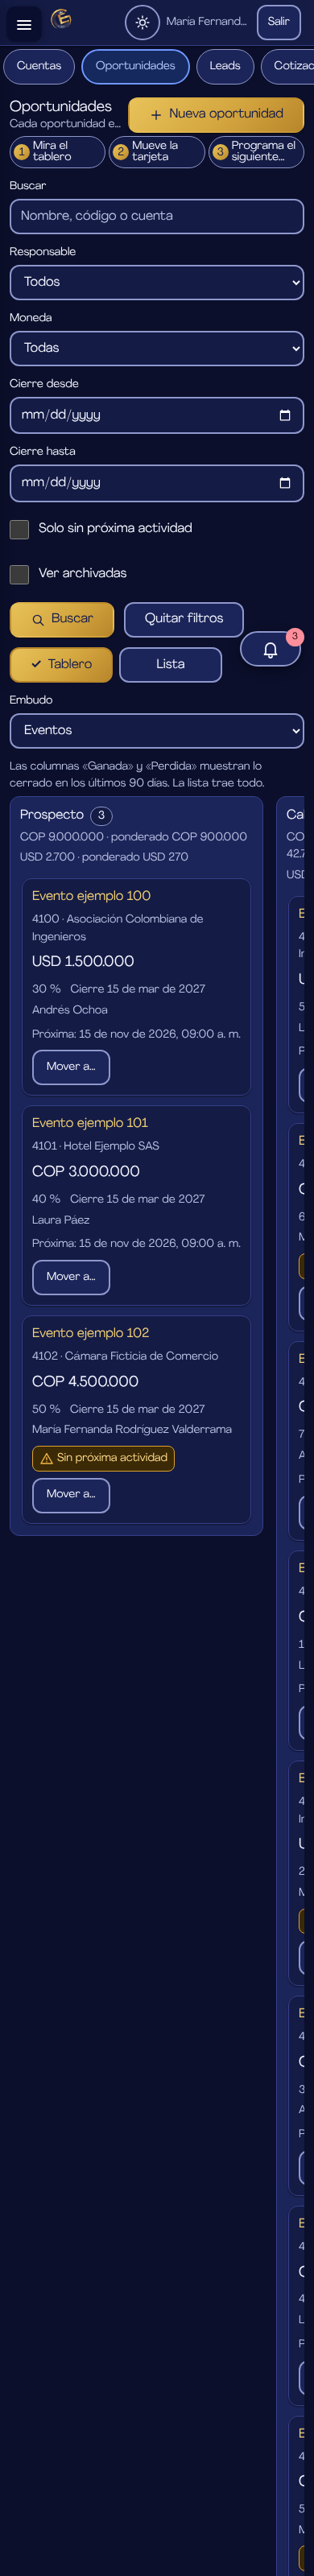 María Fernand...
Salir
Cuentas
Oportunidades
Leads
Cotizac
Oportunidades
Cada oportunidad e...
Nueva oportunidad
1 Mira el tablero
2 Mueve la tarjeta
3 Programa el siguiente...
Buscar
Nombre, código o cuenta
Responsable
Todos
Moneda
Todas
Cierre desde
mm/dd/yyyy
Cierre hasta
mm/dd/yyyy
Solo sin próxima actividad
Ver archivadas
Buscar
Quitar filtros
3
Tablero
Lista
Embudo
Eventos
Las columnas «Ganada» y «Perdida» muestran lo
cerrado en los últimos 90 días. La lista trae todo.
Prospecto 3
COP 9.000.000 · ponderado COP 900.000
USD 2.700 · ponderado USD 270
Evento ejemplo 100
4100 · Asociación Colombiana de
Ingenieros
USD 1.500.000
30 % Cierre 15 de mar de 2027
Andrés Ochoa
Próxima: 15 de nov de 2026, 09:00 a. m.
Mover a...
Evento ejemplo 101
4101 · Hotel Ejemplo SAS
COP 3.000.000
40 % Cierre 15 de mar de 2027
Laura Páez
Próxima: 15 de nov de 2026, 09:00 a. m.
Mover a...
Evento ejemplo 102
4102 · Cámara Ficticia de Comercio
COP 4.500.000
50 % Cierre 15 de mar de 2027
María Fernanda Rodríguez Valderrama
Sin próxima actividad
Mover a...